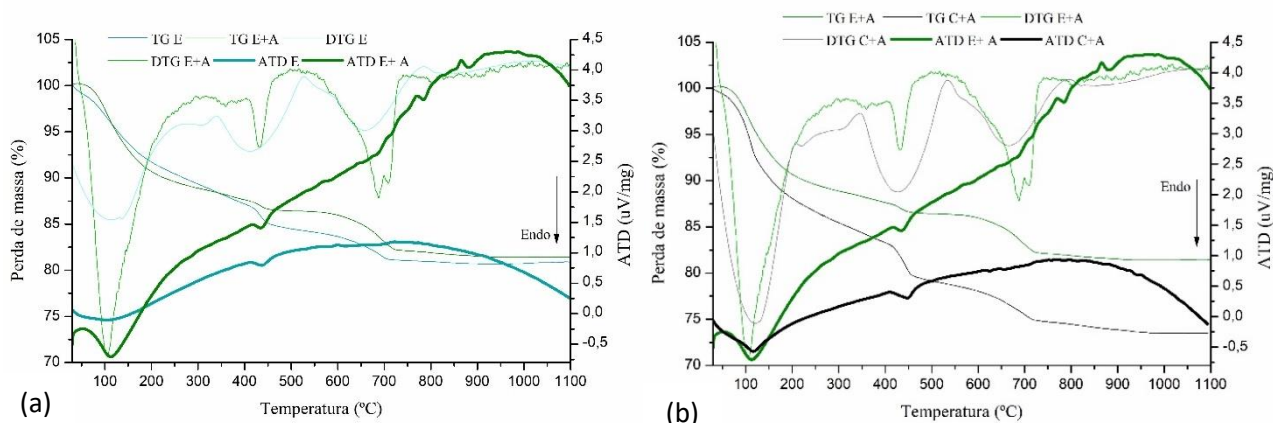 TG E TG E+A DTG E
DTG E+A ATD E ATD E+ A
105
100
95
90
85
80
75
70
Perda de massa (%)
4,5
4,0
3,5
3,0
2,5
2,0
1,5
1,0
0,5
0,0
-0,5
ATD (uV/mg)
Endo
100 200 300 400 500 600 700 800 900 1000 1100
Temperatura (ºC)
(a)
TG E+A TG C+A DTG E+A
DTG C+A ATD E+ A ATD C+A
105
100
95
90
85
80
75
70
Perda de massa (%)
4,5
4,0
3,5
3,0
2,5
2,0
1,5
1,0
0,5
0,0
-0,5
ATD (uV/mg)
Endo
100 200 300 400 500 600 700 800 900 1000 1100
Temperatura (ºC)
(b)